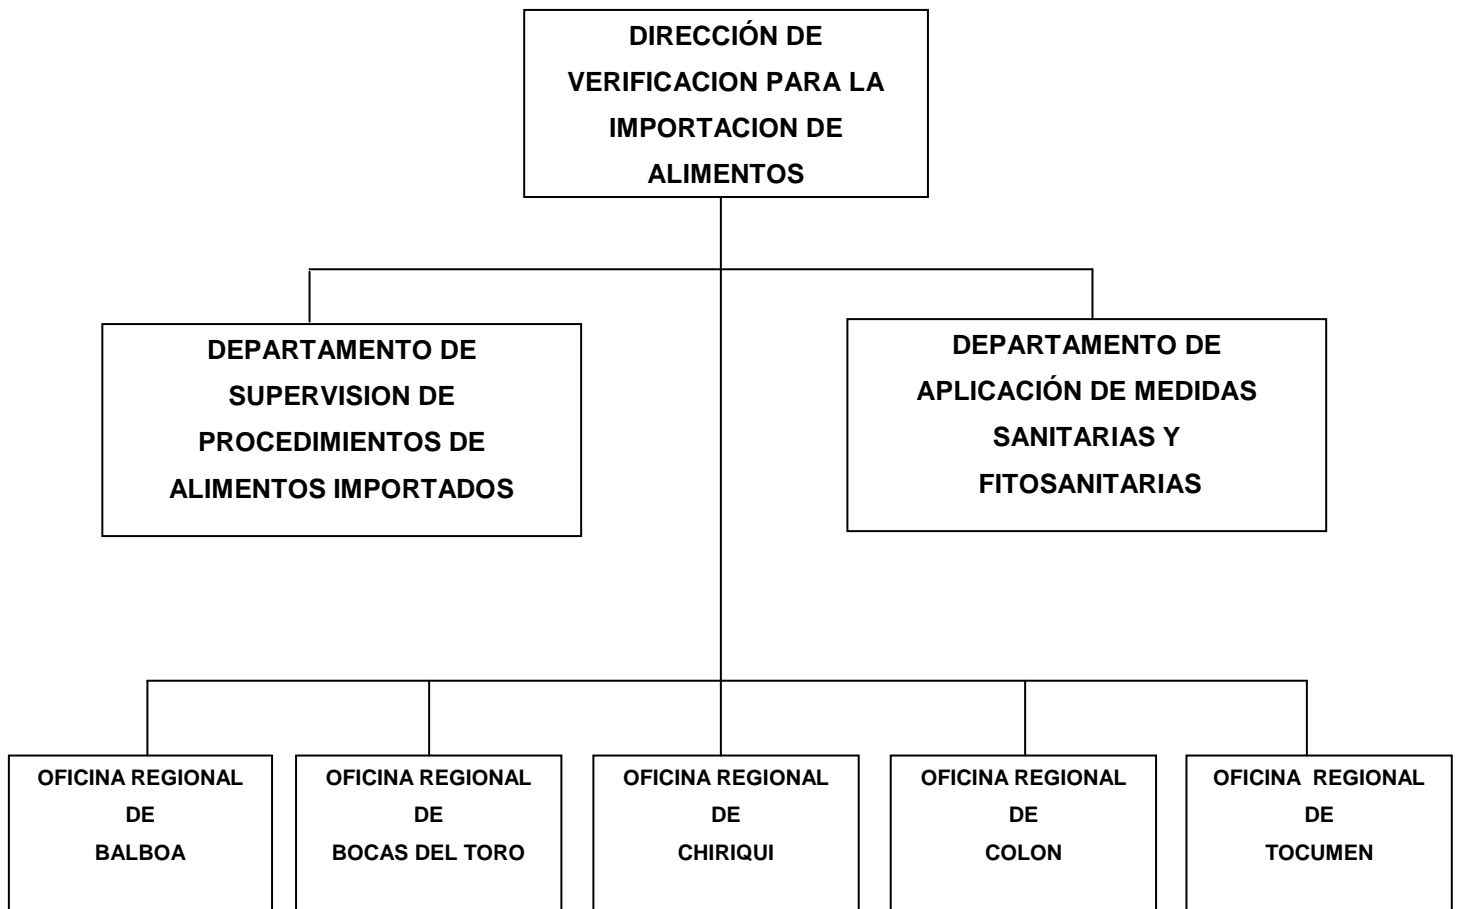 DIRECCIÓN DE
VERIFICACION PARA LA
IMPORTACION DE
ALIMENTOS
DEPARTAMENTO DE
SUPERVISION DE
PROCEDIMIENTOS DE
ALIMENTOS IMPORTADOS
DEPARTAMENTO DE
APLICACIÓN DE MEDIDAS
SANITARIAS Y
FITOSANITARIAS
OFICINA REGIONAL
DE
BALBOA
OFICINA REGIONAL
DE
BOCAS DEL TORO
OFICINA REGIONAL
DE
CHIRIQUI
OFICINA REGIONAL
DE
COLON
OFICINA REGIONAL
DE
TOCUMEN